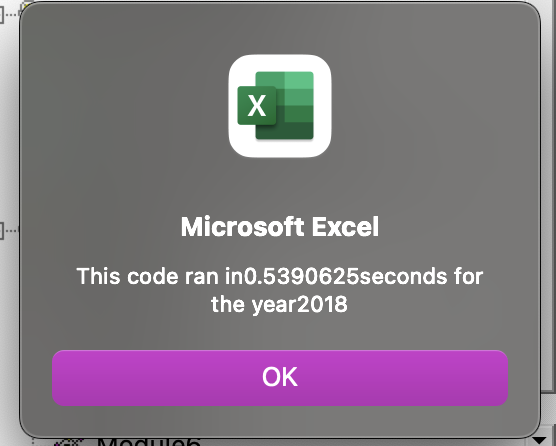 X
Microsoft Excel
This code ran in0.5390625seconds for
the year2018
OK
Module6